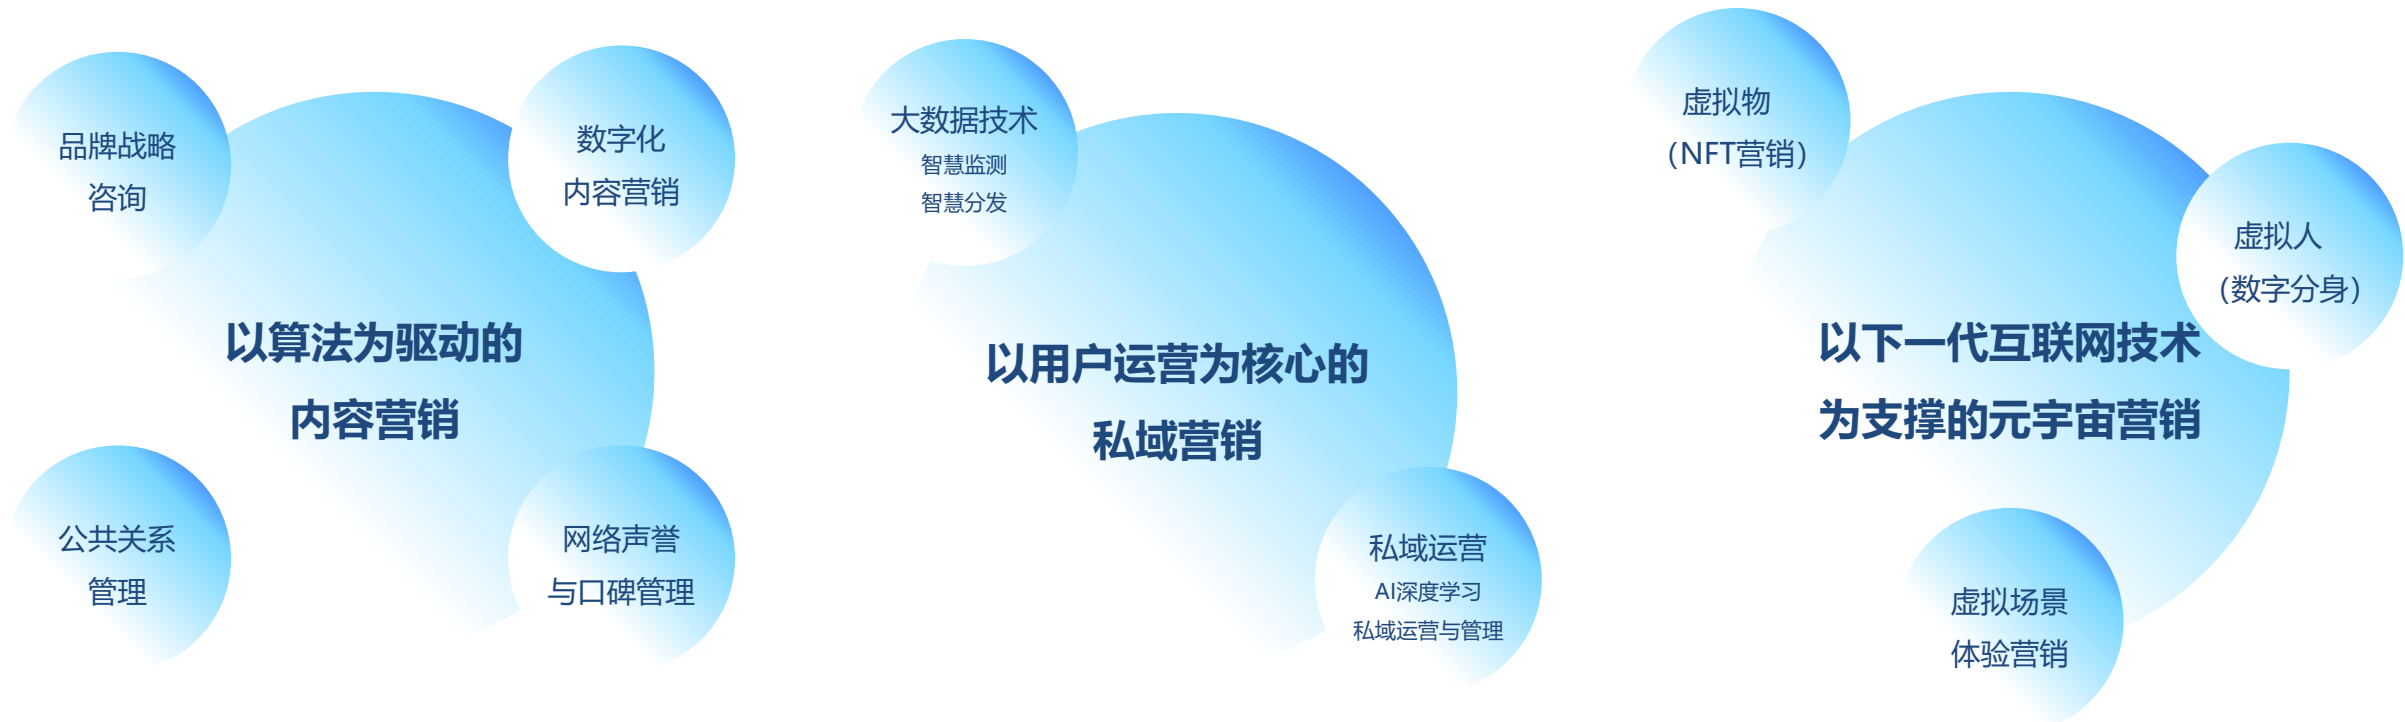 品牌战略
咨询
数字化
内容营销
以算法为驱动的
内容营销
公共关系
管理
网络声誉
与口碑管理
大数据技术
智慧监测
智慧分发
以用户运营为核心的
私域营销
私域运营
AI深度学习
私域运营与管理
虚拟物
（NFT营销）
虚拟人
（数字分身）
以下一代互联网技术
为支撑的元宇宙营销
虚拟场景
体验营销